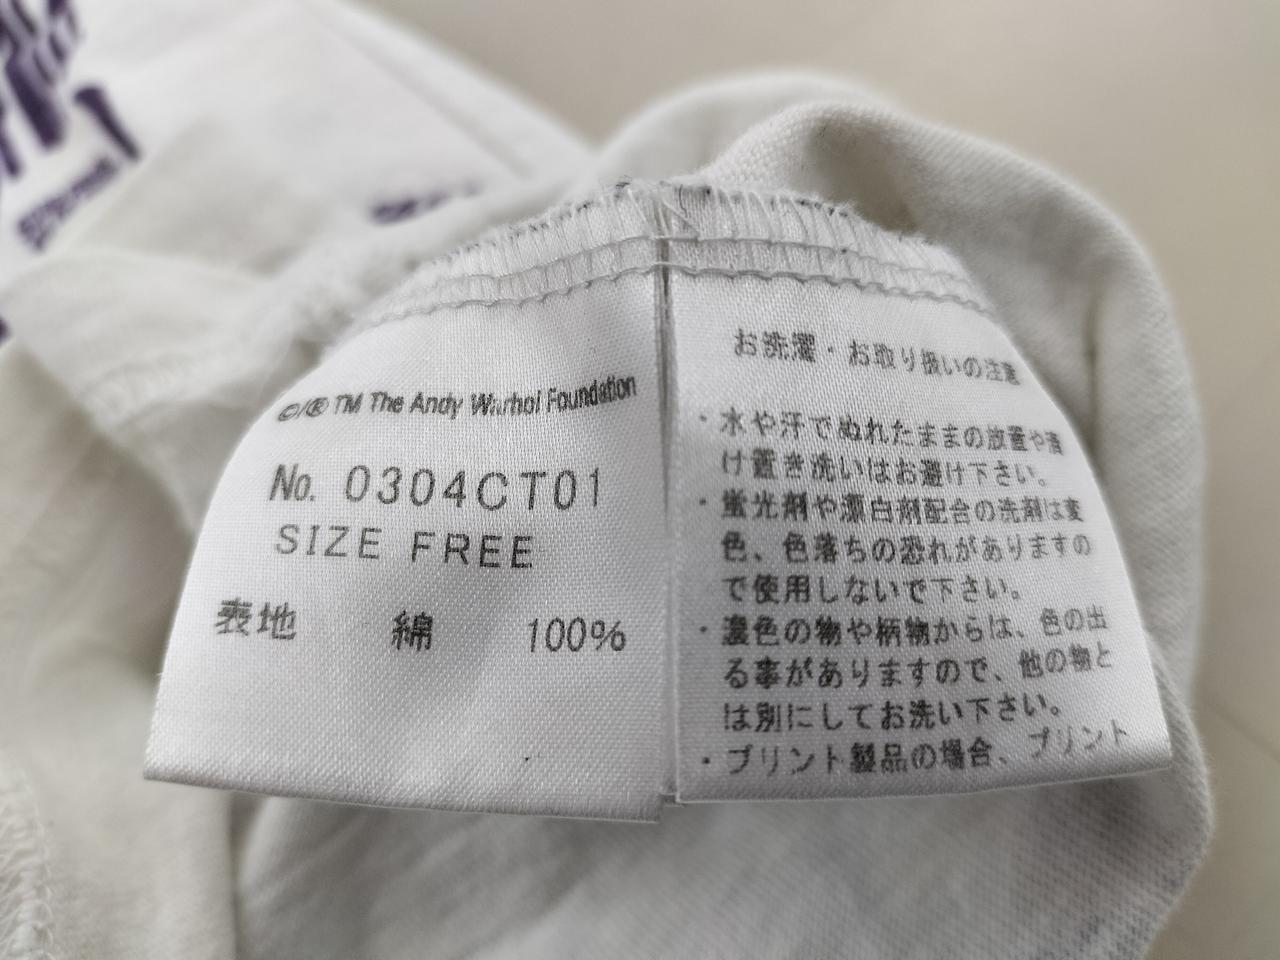 ©/® TM The Andy Warhol Foundation
No. 0304CT01
SIZE FREE
表地 綿 100%
お洗濯・お取り扱いの注意
・水や汗でぬれたままの放置や漬
け置き洗いはお避け下さい。
・蛍光剤や漂白剤配合の洗剤は変
色、色落ちの恐れがありますの
で使用しないで下さい。
・濃色の物や柄物からは、色の出
る事がありますので、他の物と
は別にしてお洗い下さい。
・プリント製品の場合、プリント